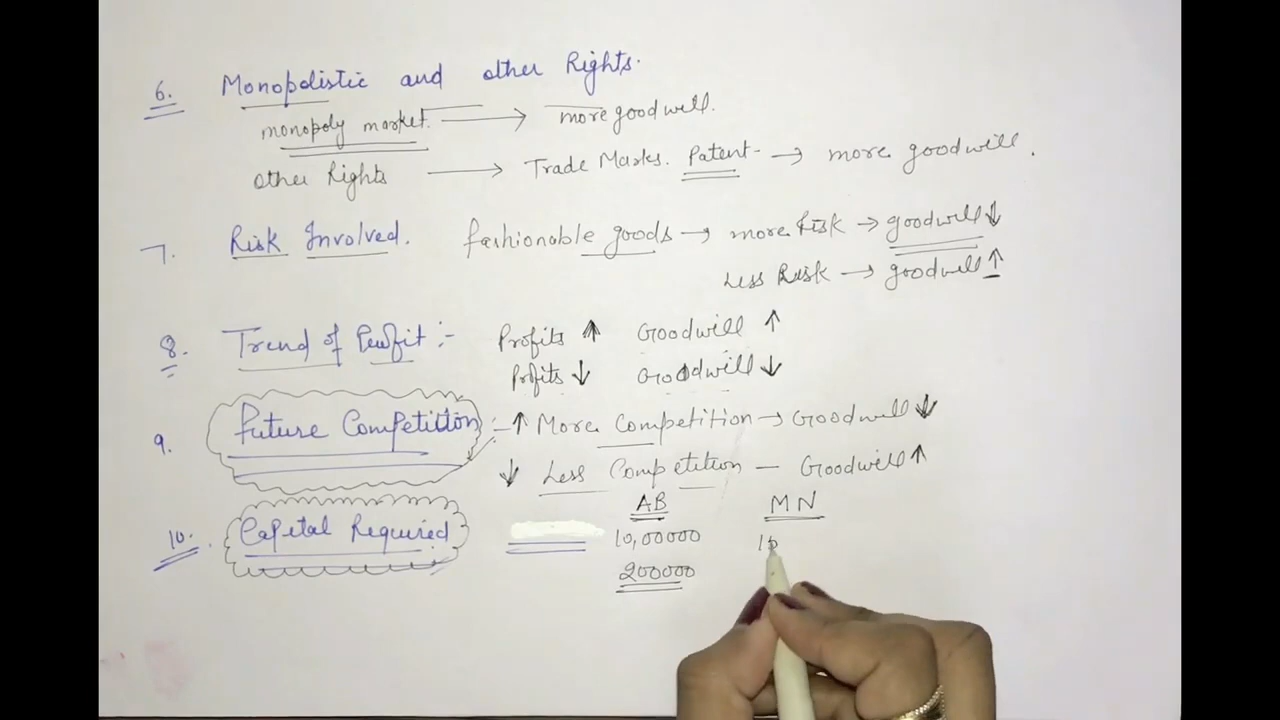 6. Monopolistic and other Rights.
monopoly market. → more goodwill.
other Rights → Trade Marks. Patent - → more goodwill.
7. Risk Involved. fashionable goods → more Risk → goodwill ↓
Less Risk → goodwill ↑
8. Trend of Profit :- Profits ↑ Goodwill ↑
Profits ↓ Goodwill ↓
9. Future Competition :- ↑ More Competition → Goodwill ↓
↓ Less Competition — Goodwill ↑
AB MN
10. Capital Required 10,00000 10
200000